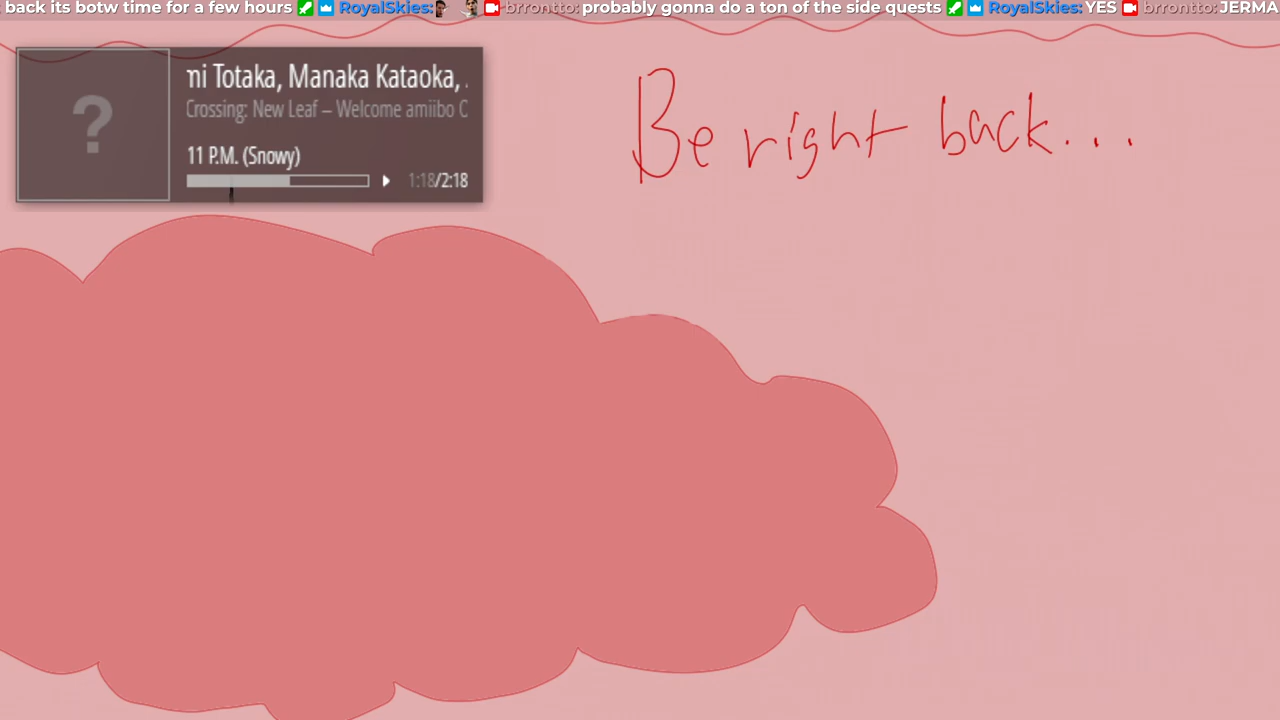 back its botw time for a few hours RoyalSkies: brrontto: probably gonna do a ton of the side quests RoyalSkies: YES brrontto: JERMA
ni Totaka, Manaka Kataoka,
Crossing: New Leaf – Welcome amiibo
11 P.M. (Snowy)
1:18/2:18
?
Be right back...